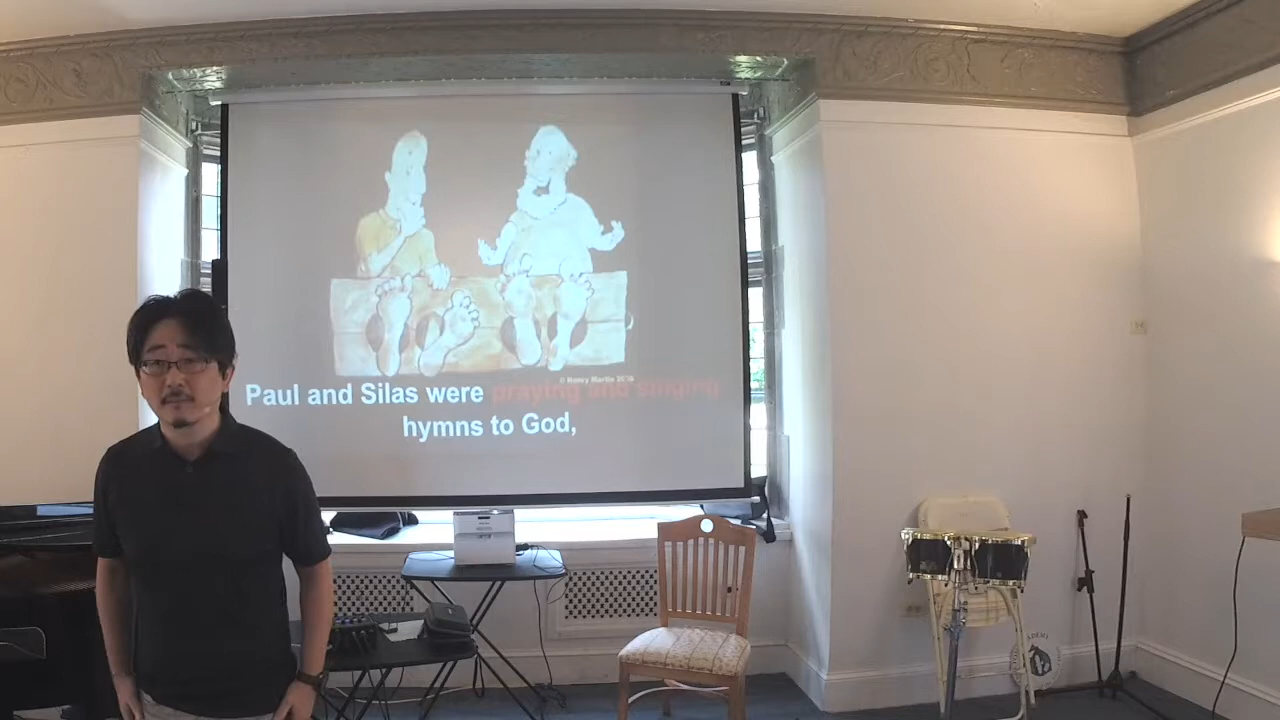 © Nancy Martin 2016
Paul and Silas were praying and singing
hymns to God,